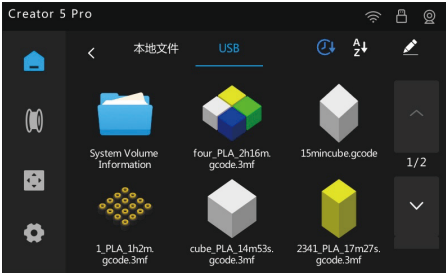 Creator 5 Pro
本地文件 USB
System Volume
Information
four_PLA_2h16m.
gcode.3mf
15mincube.gcode
1/2
1_PLA_1h2m.
gcode.3mf
cube_PLA_14m53s.
gcode.3mf
2341_PLA_17m27s.
gcode.3mf